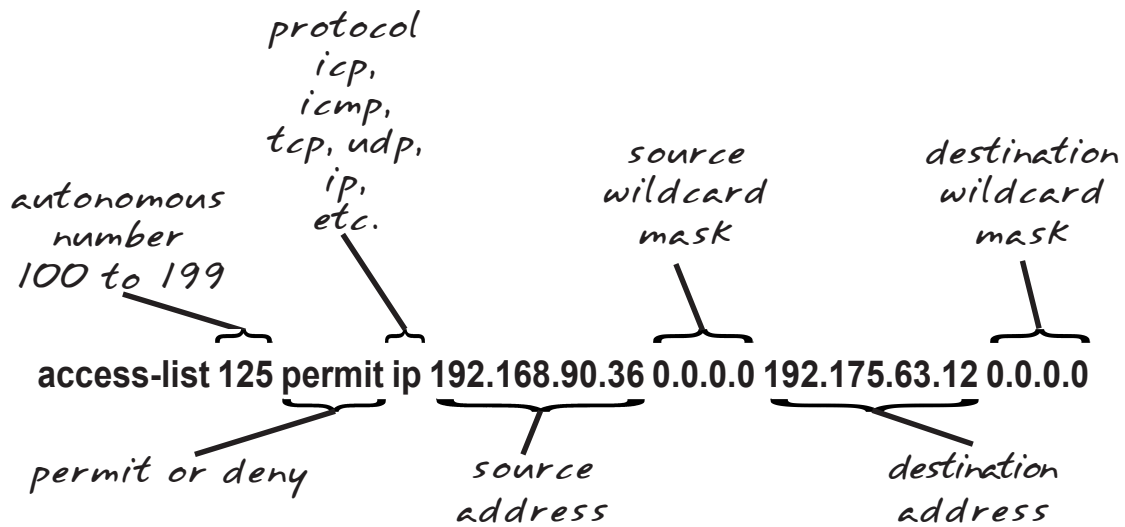 protocol
icp,
icmp,
tcp, udp,
ip,
etc.
autonomous
number
100 to 199
source
wildcard
mask
destination
wildcard
mask
access-list 125 permit ip 192.168.90.36 0.0.0.0 192.175.63.12 0.0.0.0
permit or deny
source
address
destination
address